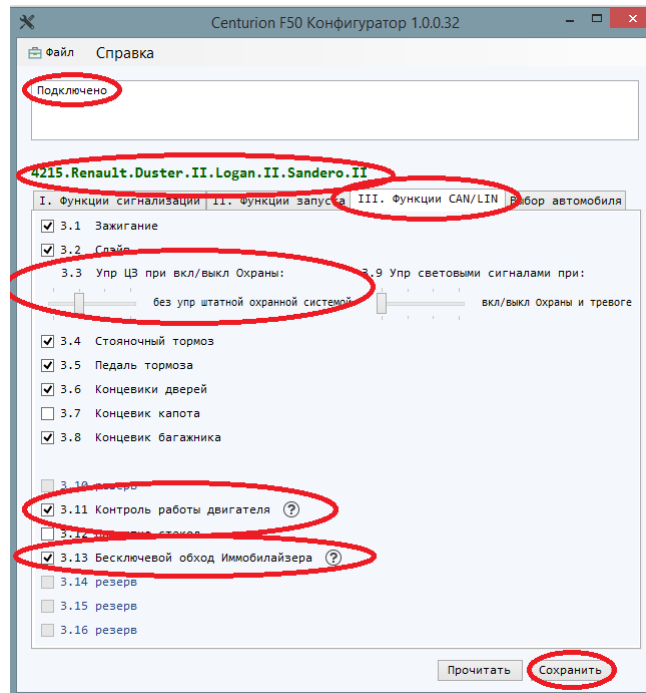 Centurion F50 Конфигуратор 1.0.0.32
Файл Справка
Подключено
4215.Renault.Duster.II.Logan.II.Sandero.II
I. Функции сигнализации II. Функции запуска III. Функции CAN/LIN Выбор автомобиля
3.1 Зажигание
3.2 Слайв
3.3 Упр ЦЗ при вкл/выкл Охраны: 3.9 Упр световыми сигналами при:
без упр штатной охранной системой вкл/выкл Охраны и тревоге
3.4 Стояночный тормоз
3.5 Педаль тормоза
3.6 Концевики дверей
3.7 Концевик капота
3.8 Концевик багажника
3.10 резерв
3.11 Контроль работы двигателя ?
3.12 стекол
3.13 Бесключевой обход Иммобилайзера ?
3.14 резерв
3.15 резерв
3.16 резерв
Прочитать Сохранить